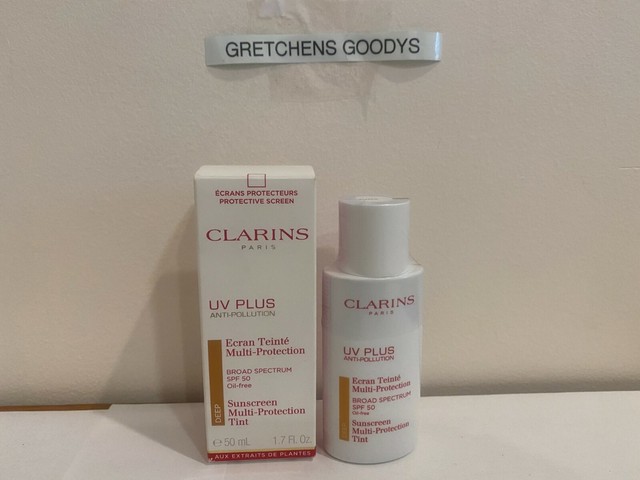 GRETCHENS GOODYS
ÉCRANS PROTECTEURS
PROTECTIVE SCREEN
CLARINS
PARIS
UV PLUS
ANTI-POLLUTION
Ecran Teinté
Multi-Protection
BROAD SPECTRUM
SPF 50
Oil-free
DEEP
Sunscreen
Multi-Protection
Tint
℮ 50 mL 1.7 Fl. Oz.
AUX EXTRAITS DE PLANTES
CLARINS
PARIS
UV PLUS
ANTI-POLLUTION
Ecran Teinté
Multi-Protection
BROAD SPECTRUM
SPF 50
Oil-free
Sunscreen
Multi-Protection
Tint